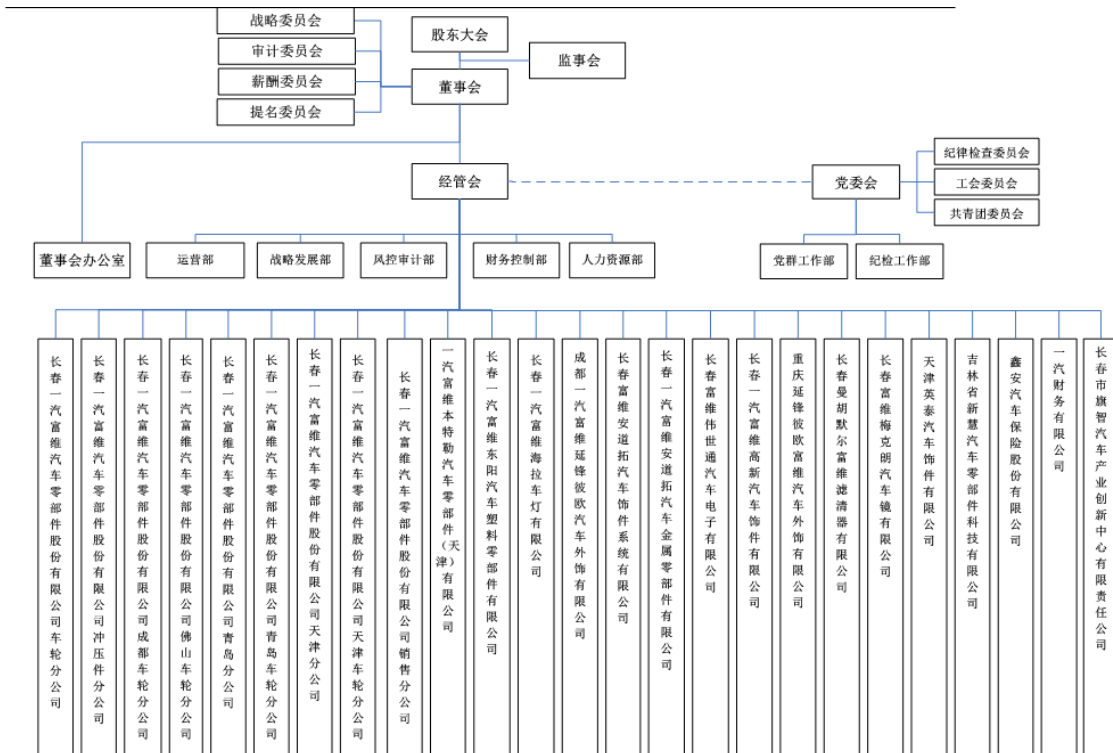 战略委员会
审计委员会
薪酬委员会
提名委员会
股东大会
监事会
董事会
经管会
党委会
纪律检查委员会
工会委员会
共青团委员会
董事会办公室
运营部
战略发展部
风控审计部
财务控制部
人力资源部
党群工作部
纪检工作部
长春一汽富维汽车零部件股份有限公司车轮分公司
长春一汽富维汽车零部件股份有限公司冲压件分公司
长春一汽富维汽车零部件股份有限公司成都车轮分公司
长春一汽富维汽车零部件股份有限公司佛山车轮分公司
长春一汽富维汽车零部件股份有限公司青岛分公司
长春一汽富维汽车零部件股份有限公司青岛车轮分公司
长春一汽富维汽车零部件股份有限公司天津分公司
长春一汽富维汽车零部件股份有限公司天津车轮分公司
长春一汽富维汽车零部件股份有限公司销售分公司
一汽富维本特勒汽车零部件（天津）有限公司
长春一汽富维东阳汽车塑料零部件有限公司
长春一汽富维海拉车灯有限公司
成都一汽富维延锋彼欧汽车外饰有限公司
长春富维安道拓汽车饰件系统有限公司
长春一汽富维安道拓汽车金属零部件有限公司
长春富维伟世通汽车电子有限公司
长春一汽富维高新汽车饰件有限公司
重庆延锋彼欧富维汽车外饰有限公司
长春曼胡默尔富维滤清器有限公司
长春富维梅克朗汽车镜有限公司
天津英泰汽车饰件有限公司
吉林省新慧汽车零部件科技有限公司
鑫安汽车保险股份有限公司
一汽财务有限公司
长春市旗智汽车产业创新中心有限责任公司